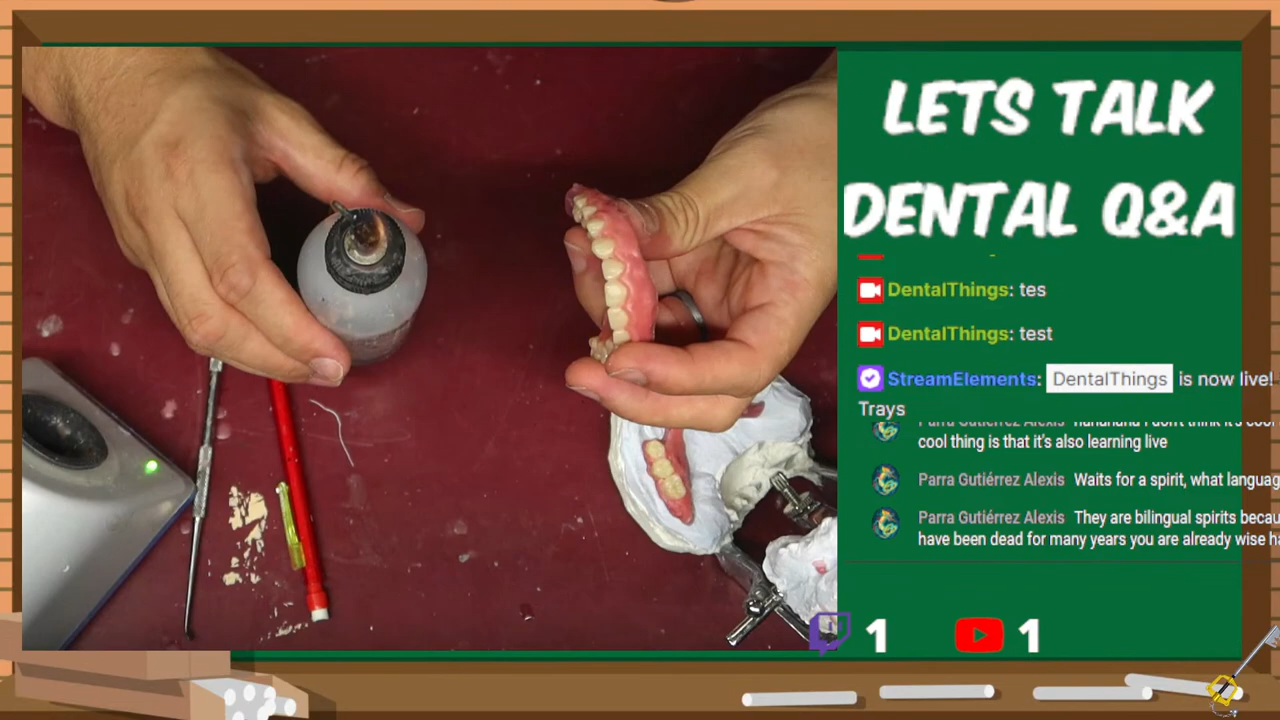 LETS TALK
DENTAL Q&A
DentalThings: tes
DentalThings: test
StreamElements: DentalThings is now live!
Trays
cool thing is that it's also learning live
Parra Gutiérrez Alexis Waits for a spirit, what languag
Parra Gutiérrez Alexis They are bilingual spirits becau
have been dead for many years you are already wise ha
1 1